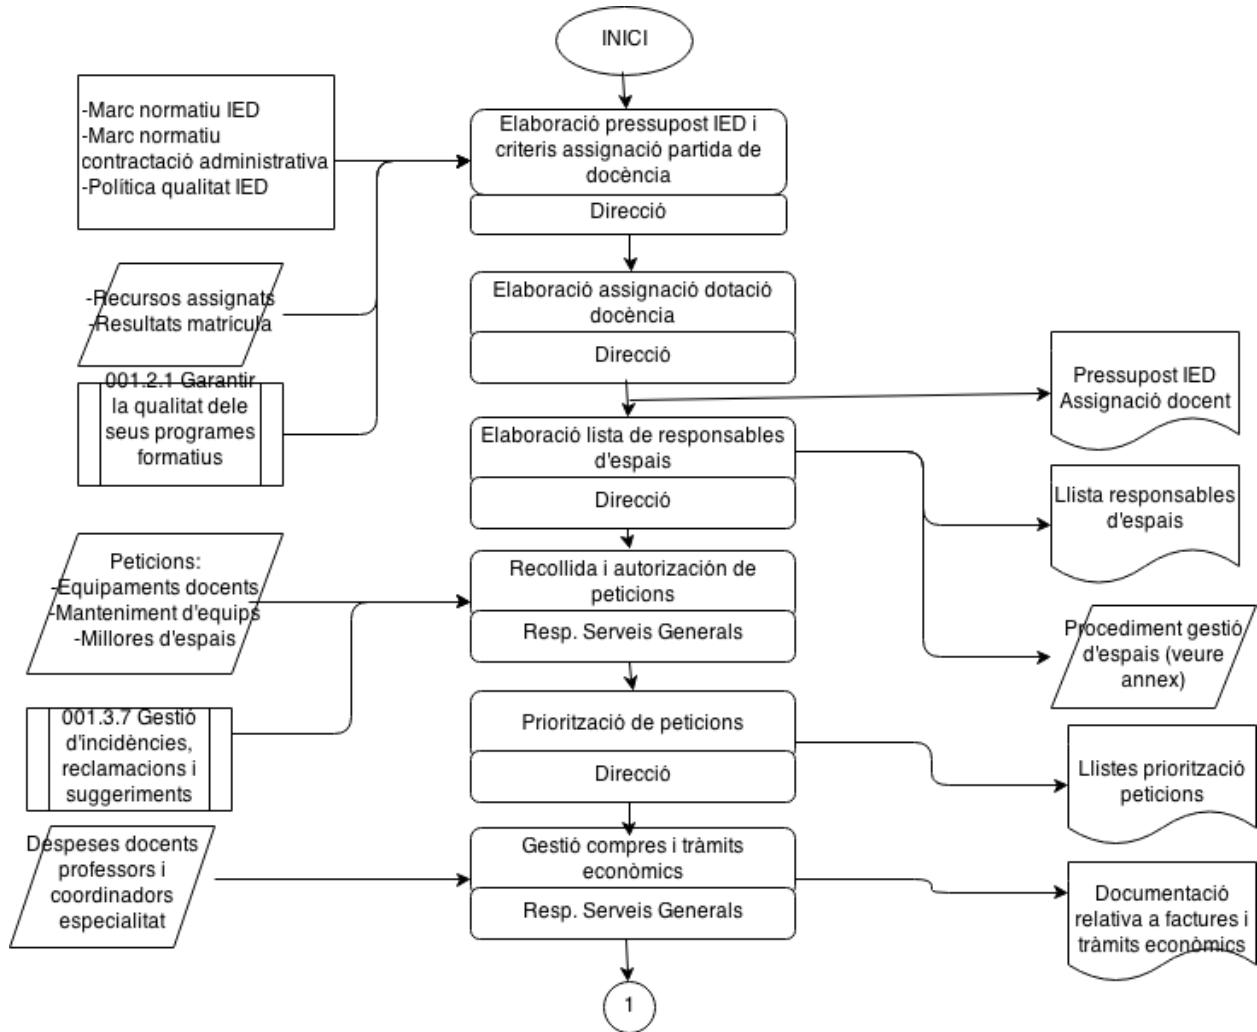 INICI
-Marc normatiu IED
-Marc normatiu
contractació administrativa
-Política qualitat IED
Elaboració pressupost IED i
criteris assignació partida de
docència
Direcció
-Recursos assignats
-Resultats matrícula
Elaboració assignació dotació
docència
Direcció
001.2.1 Garantir
la qualitat dele
seus programes
formatius
Pressupost IED
Assignació docent
Elaboració lista de responsables
d'espais
Direcció
Llista responsables
d'espais
Peticions:
-Equipaments docents
-Manteniment d'equips
-Millores d'espais
Recollida i autorización de
peticions
Resp. Serveis Generals
Procediment gestió
d'espais (veure
annex)
001.3.7 Gestió
d'incidències,
reclamacions i
suggeriments
Priorització de peticions
Direcció
Llistes priorització
peticions
Despeses docents
professors i
coordinadors
especialitat
Gestió compres i tràmits
econòmics
Resp. Serveis Generals
Documentació
relativa a factures i
tràmits econòmics
1